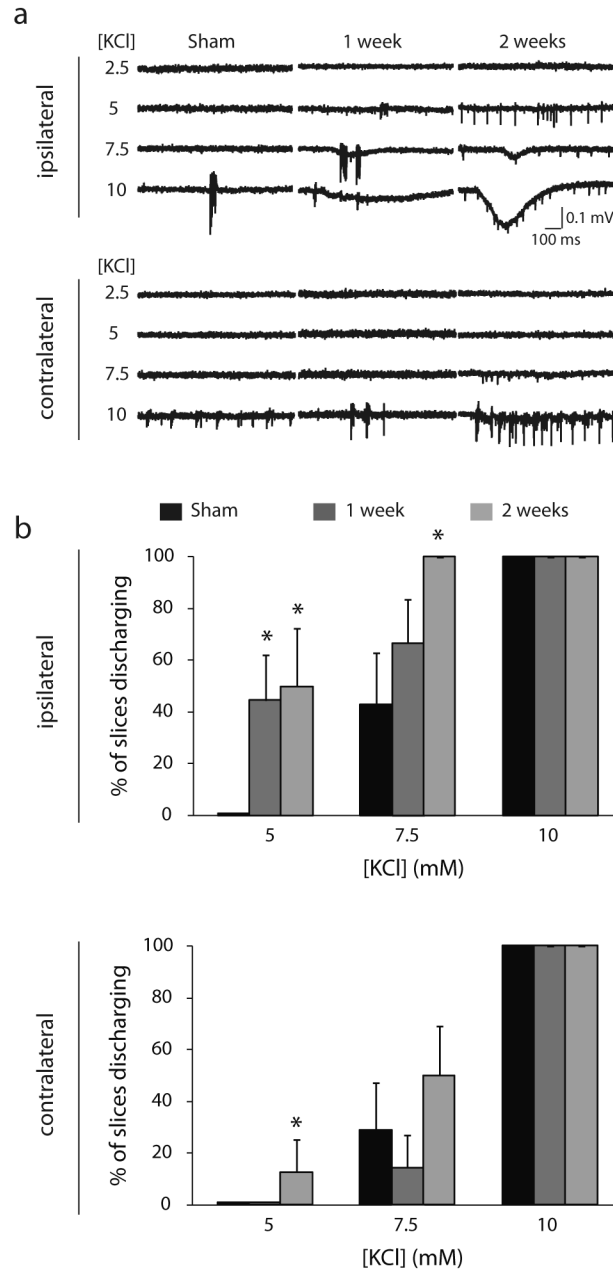 a
[KCl] Sham 1 week 2 weeks
ipsilateral
2.5
5
7.5
10
0.1 mV
100 ms
[KCl]
contralateral
2.5
5
7.5
10
b
Sham 1 week 2 weeks
ipsilateral
% of slices discharging
100
80
60
40
20
0
* * *
5 7.5 10
[KCl] (mM)
contralateral
% of slices discharging
100
80
60
40
20
0
*
5 7.5 10
[KCl] (mM)